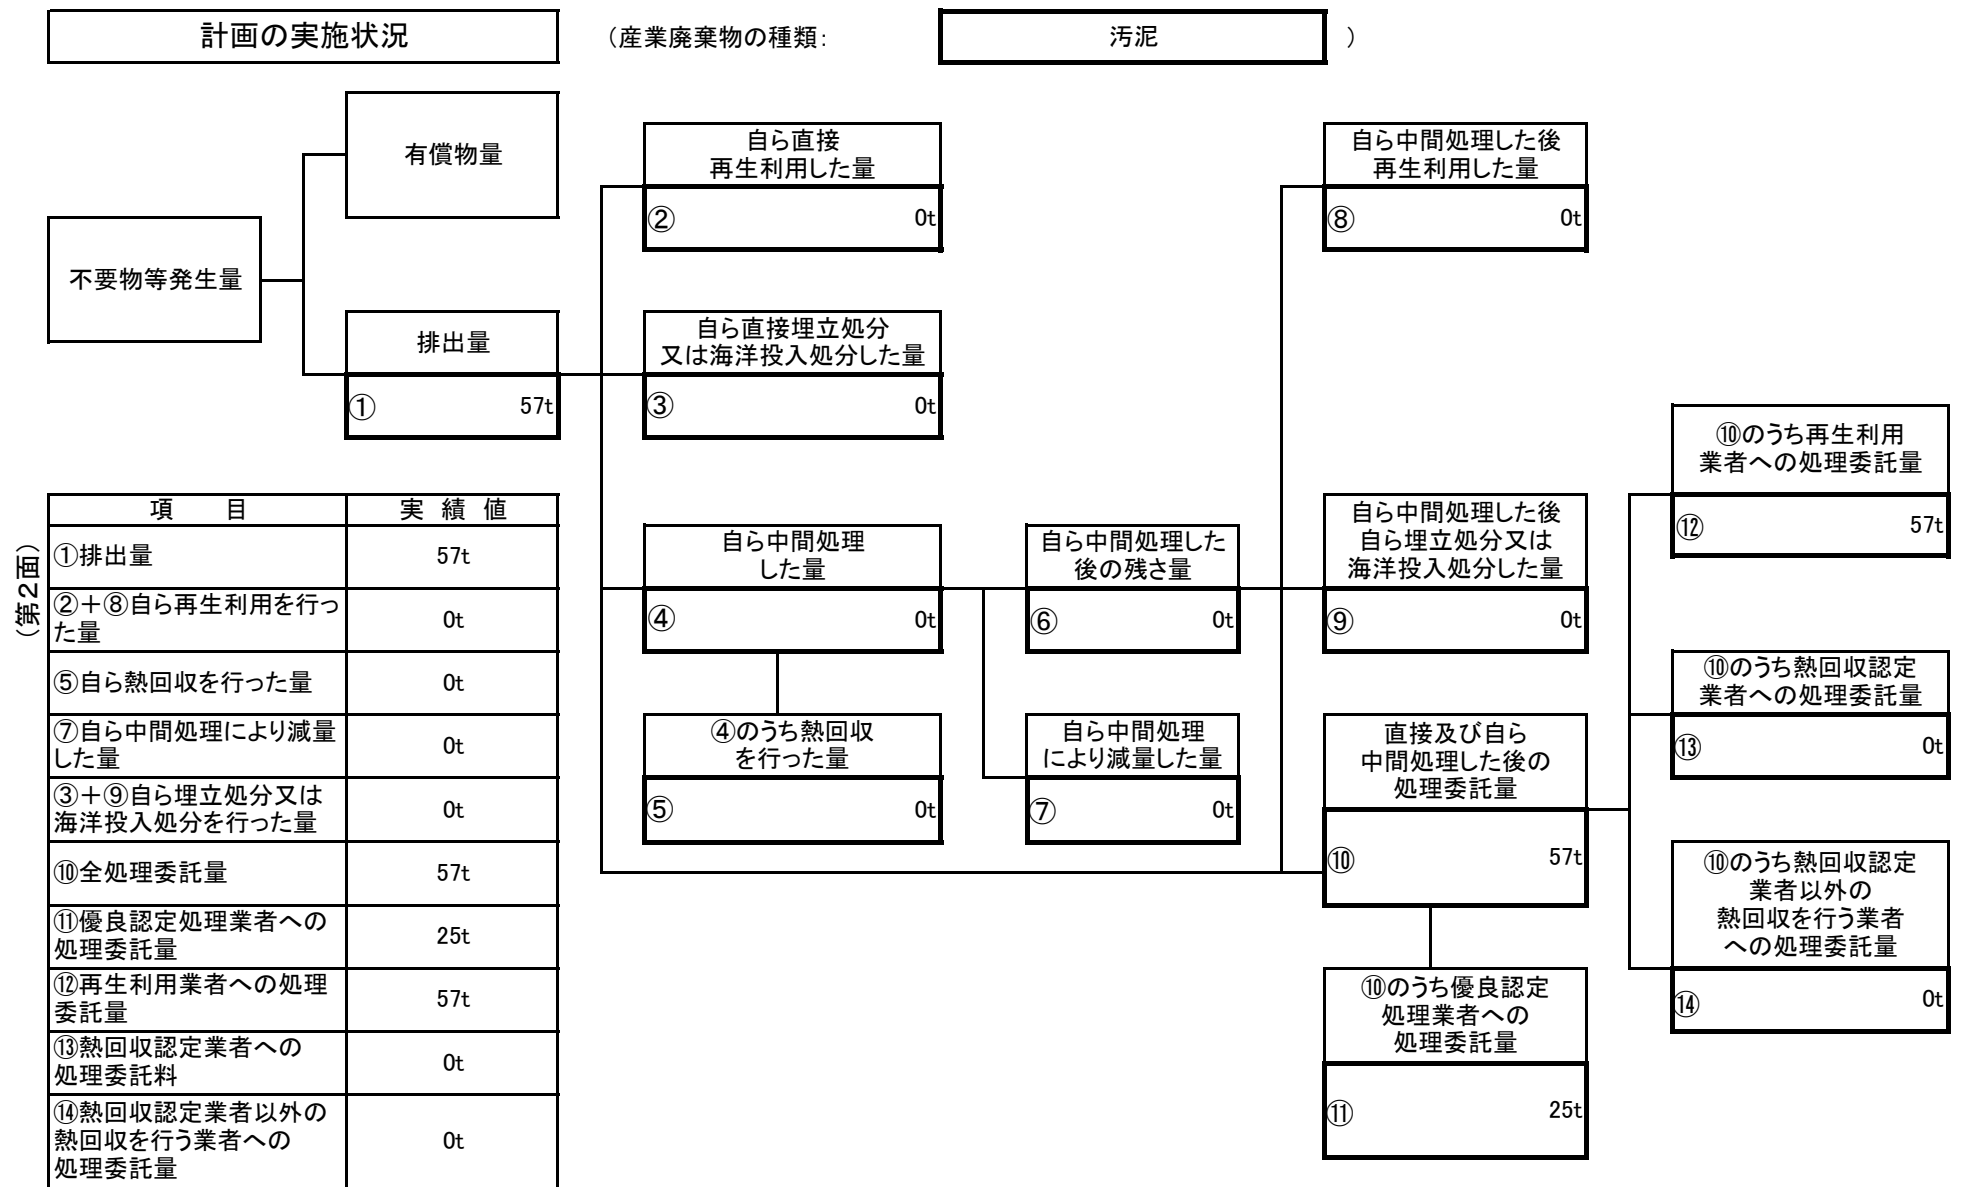 計画の実施状況
（産業廃棄物の種類：
汚泥
）
有償物量
不要物等発生量
排出量
① 57t
自ら直接
再生利用した量
② 0t
自ら直接埋立処分
又は海洋投入処分した量
③ 0t
自ら中間処理した後
再生利用した量
⑧ 0t
自ら中間処理
した量
④ 0t
自ら中間処理した
後の残さ量
⑥ 0t
自ら中間処理した後
自ら埋立処分又は
海洋投入処分した量
⑨ 0t
④のうち熱回収
を行った量
⑤ 0t
自ら中間処理
により減量した量
⑦ 0t
直接及び自ら
中間処理した後の
処理委託量
⑩ 57t
⑩のうち優良認定
処理業者への
処理委託量
⑪ 25t
⑩のうち再生利用
業者への処理委託量
⑫ 57t
⑩のうち熱回収認定
業者への処理委託量
⑬ 0t
⑩のうち熱回収認定
業者以外の
熱回収を行う業者
への処理委託量
⑭ 0t
（第2面）
項　目 実績値
①排出量 57t
②＋⑧自ら再生利用を行っ
た量 0t
⑤自ら熱回収を行った量 0t
⑦自ら中間処理により減量
した量 0t
③＋⑨自ら埋立処分又は
海洋投入処分を行った量 0t
⑩全処理委託量 57t
⑪優良認定処理業者への
処理委託量 25t
⑫再生利用業者への処理
委託量 57t
⑬熱回収認定業者への
処理委託料 0t
⑭熱回収認定業者以外の
熱回収を行う業者への
処理委託量 0t